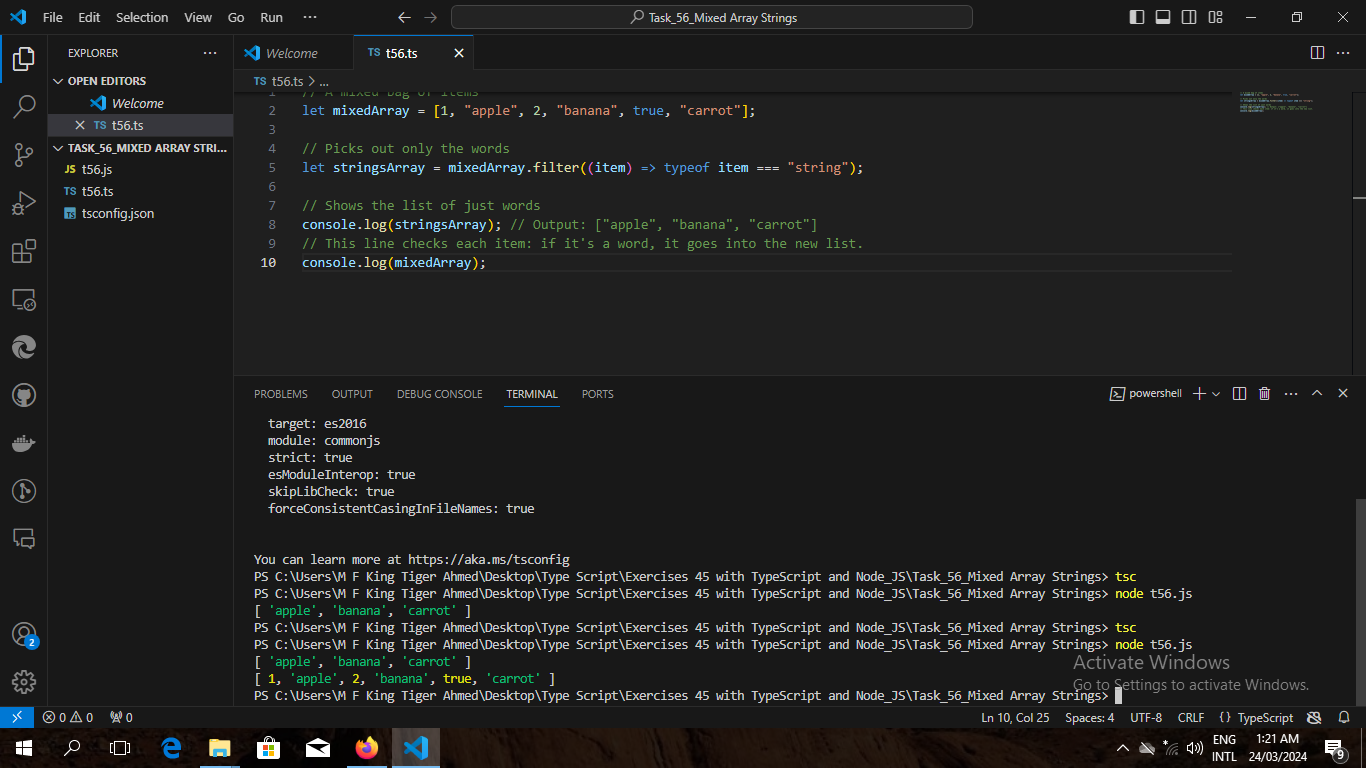 File Edit Selection View Go Run ··· Task_56_Mixed Array Strings
EXPLORER ···
OPEN EDITORS
Welcome
TS t56.ts
TASK_56_MIXED ARRAY STRI...
JS t56.js
TS t56.ts
TS tsconfig.json
Welcome
TS t56.ts
TS t56.ts > ...
1 // A mixed bag of items
2 let mixedArray = [1, "apple", 2, "banana", true, "carrot"];
3
4 // Picks out only the words
5 let stringsArray = mixedArray.filter((item) => typeof item === "string");
6
7 // Shows the list of just words
8 console.log(stringsArray); // Output: ["apple", "banana", "carrot"]
9 // This line checks each item: if it's a word, it goes into the new list.
10 console.log(mixedArray);
PROBLEMS OUTPUT DEBUG CONSOLE TERMINAL PORTS powershell
target: es2016
module: commonjs
strict: true
esModuleInterop: true
skipLibCheck: true
forceConsistentCasingInFileNames: true
You can learn more at https://aka.ms/tsconfig
PS C:\Users\M F King Tiger Ahmed\Desktop\Type Script\Exercises 45 with TypeScript and Node_JS\Task_56_Mixed Array Strings> tsc
PS C:\Users\M F King Tiger Ahmed\Desktop\Type Script\Exercises 45 with TypeScript and Node_JS\Task_56_Mixed Array Strings> node t56.js
[ 'apple', 'banana', 'carrot' ]
PS C:\Users\M F King Tiger Ahmed\Desktop\Type Script\Exercises 45 with TypeScript and Node_JS\Task_56_Mixed Array Strings> tsc
PS C:\Users\M F King Tiger Ahmed\Desktop\Type Script\Exercises 45 with TypeScript and Node_JS\Task_56_Mixed Array Strings> node t56.js
[ 'apple', 'banana', 'carrot' ]
[ 1, 'apple', 2, 'banana', true, 'carrot' ]
PS C:\Users\M F King Tiger Ahmed\Desktop\Type Script\Exercises 45 with TypeScript and Node_JS\Task_56_Mixed Array Strings>
Activate Windows
Go to Settings to activate Windows.
2
0 0 0 Ln 10, Col 25 Spaces: 4 UTF-8 CRLF {} TypeScript
ENG
INTL
1:21 AM
24/03/2024
9